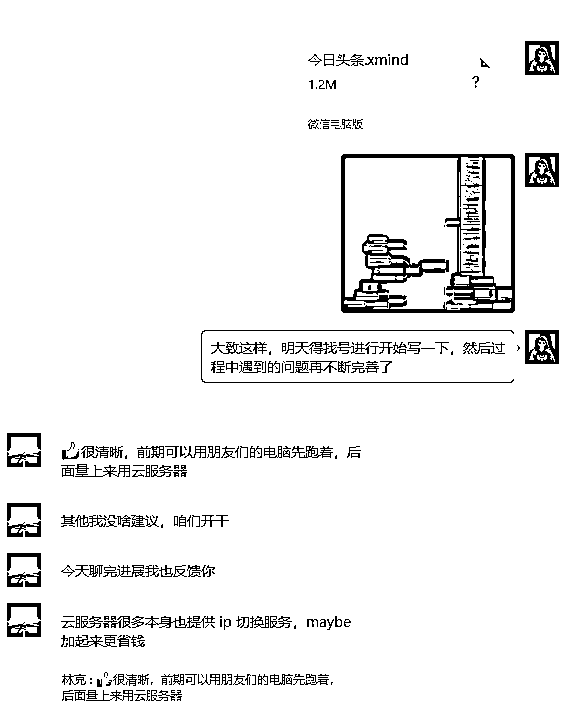 今日头条.xmind
1.2M
?
微信电脑版
大致这样，明天得找号进行开始写一下，然后过
程中遇到的问题再不断完善了
很清晰，前期可以用朋友们的电脑先跑着，后
面量上来用云服务器
其他我没啥建议，咱们开干
今天聊完进展我也反馈你
云服务器很多本身也提供 ip 切换服务，maybe
加起来更省钱
林克：👍很清晰，前期可以用朋友们的电脑先跑着，
后面量上来用云服务器